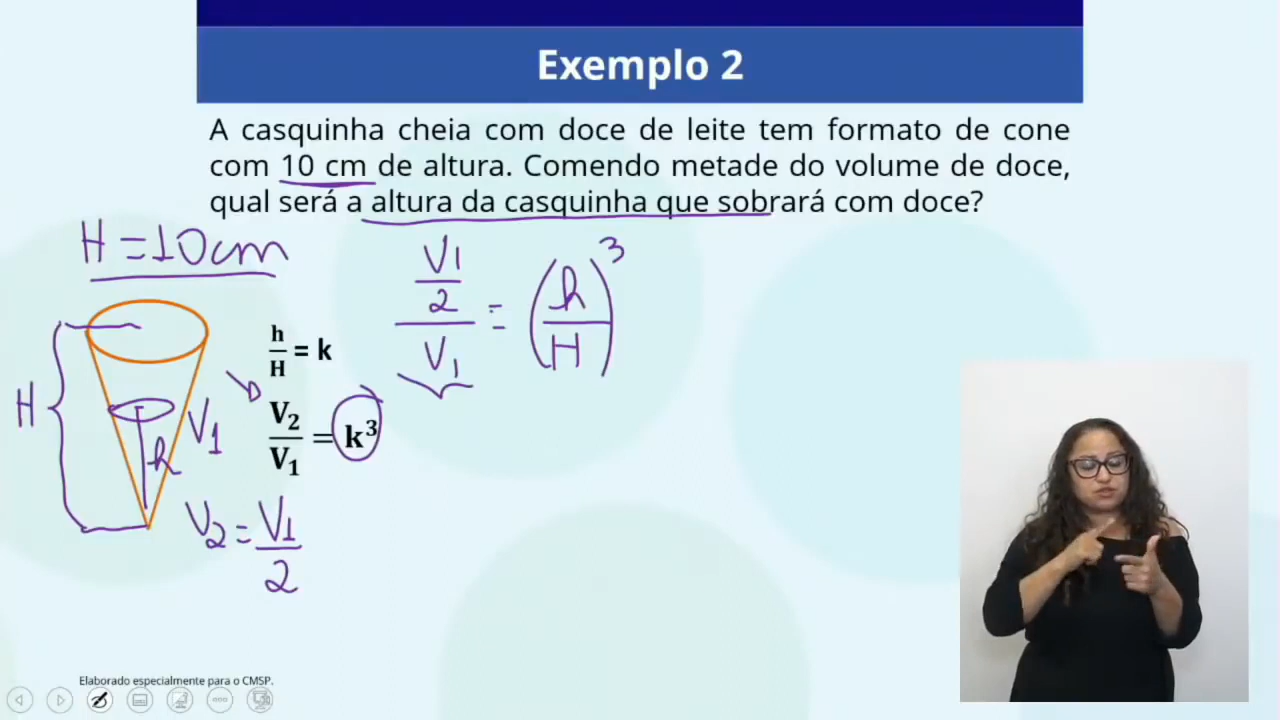 Exemplo 2
A casquinha cheia com doce de leite tem formato de cone
com 10 cm de altura. Comendo metade do volume de doce,
qual será a altura da casquinha que sobrará com doce?
H = 10cm
V1/2 / V1 = (h/H)^3
h/H = k
H
V₂/V₁ = k³
V1
h
V2 = V1/2
Elaborado especialmente para o CMSP.